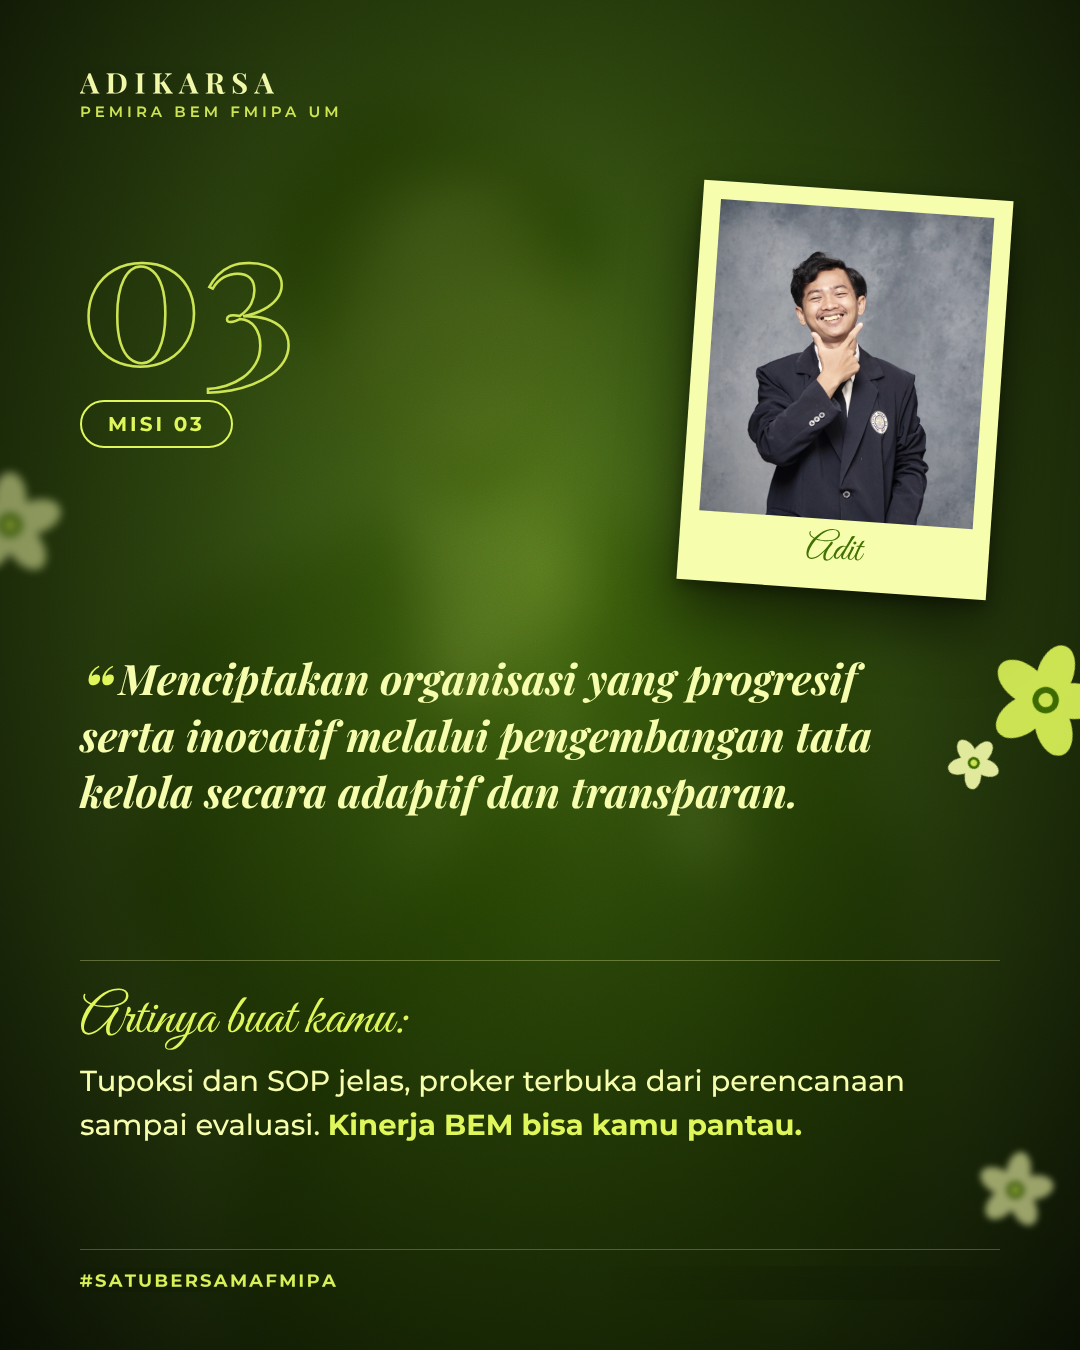 ADIKARSA
PEMIRA BEM FMIPA UM
03
MISI 03
Adit
“Menciptakan organisasi yang progresif
serta inovatif melalui pengembangan tata
kelola secara adaptif dan transparan.
Artinya buat kamu:
Tupoksi dan SOP jelas, proker terbuka dari perencanaan
sampai evaluasi. Kinerja BEM bisa kamu pantau.
#SATUBERSAMAFMIPA